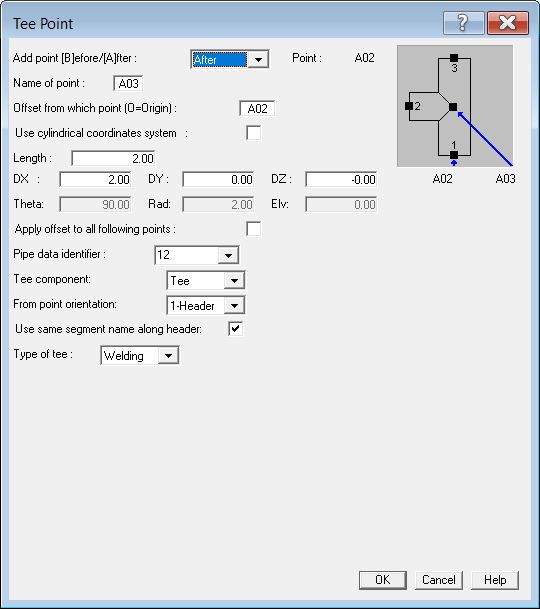 Tee Point
?
Add point [B]efore/[A]fter : After Point : A02
Name of point : A03
Offset from which point (O=Origin) : A02
Use cylindrical coordinates system :
Length : 2.00
DX : 2.00 DY : 0.00 DZ : -0.00
Theta: 90.00 Rad: 2.00 Elv: 0.00
Apply offset to all following points :
Pipe data identifier : 12
Tee component: Tee
From point orientation: 1-Header
Use same segment name along header:
Type of tee : Welding
3
2
1
A02 A03
OK Cancel Help